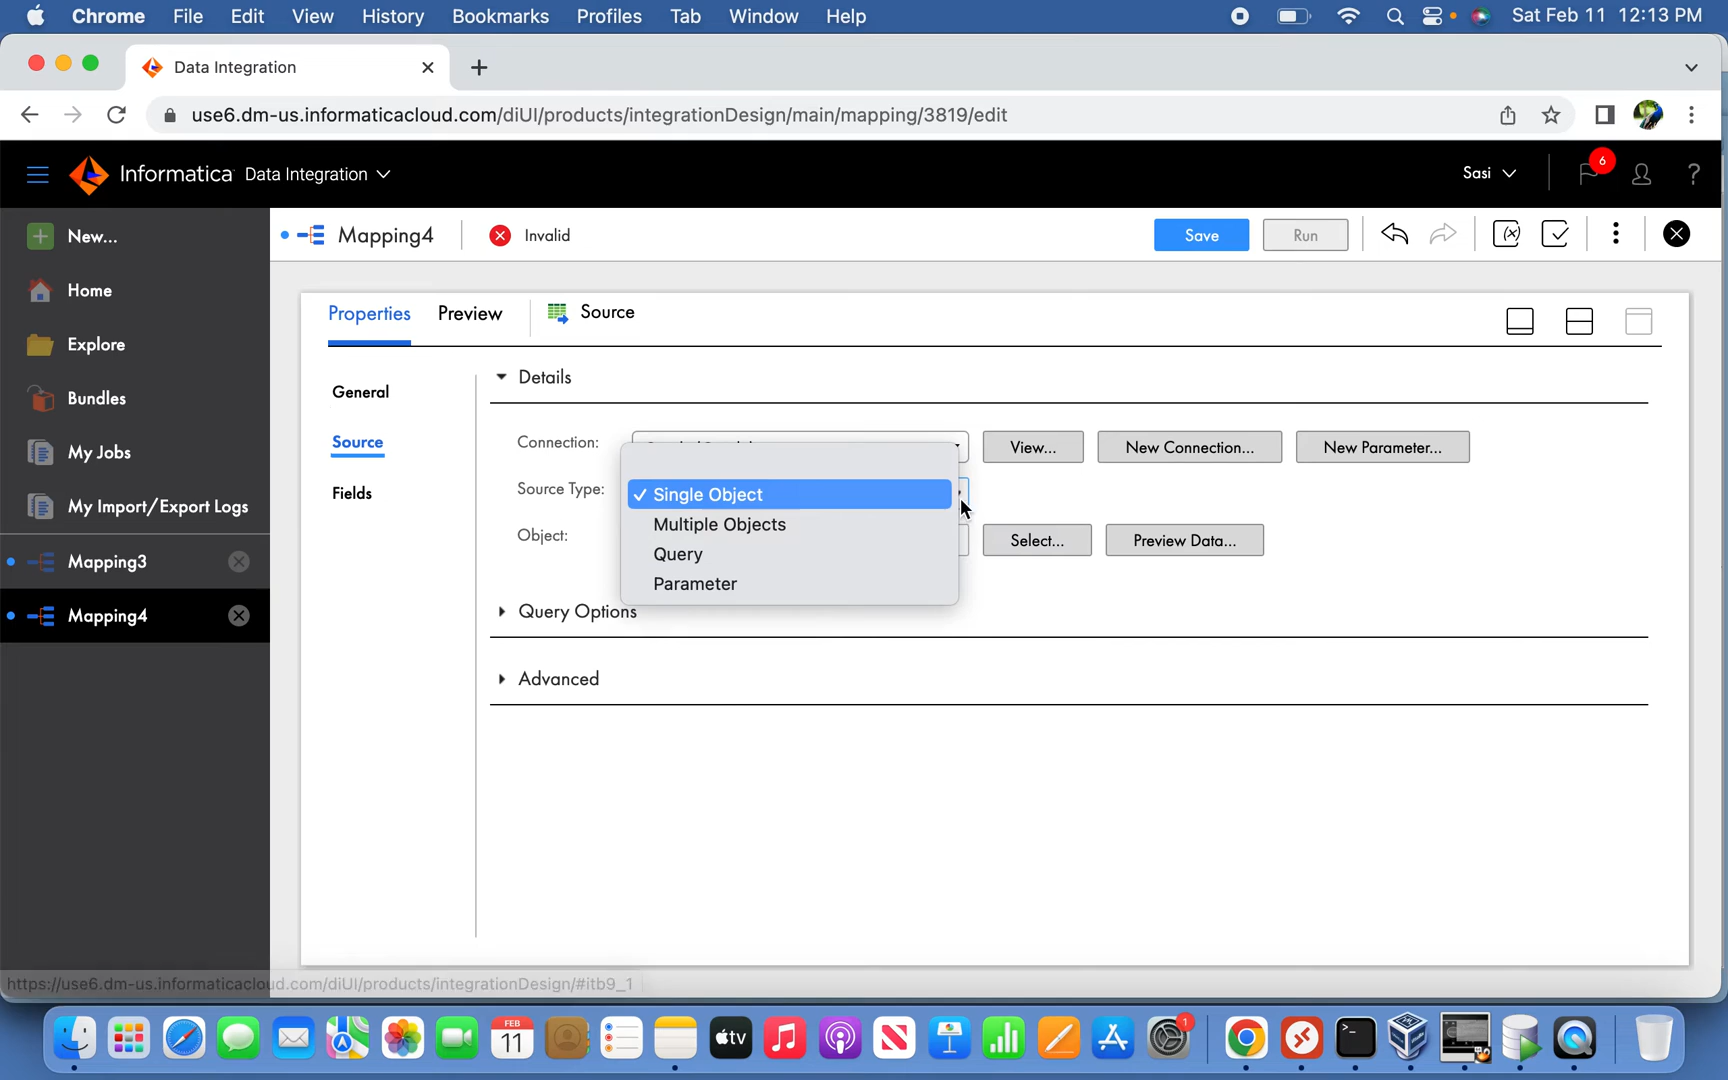 Chrome File Edit View History Bookmarks Profiles Tab Window Help Sat Feb 11 12:13 PM
Data Integration
use6.dm-us.informaticacloud.com/diUI/products/integrationDesign/main/mapping/3819/edit
Informatica Data Integration Sasi 6 ?
New... Mapping4 Invalid Save Run (x)
Home
Properties Preview Source
Explore
Details
General
Bundles
Connection: View... New Connection... New Parameter...
Source
My Jobs
Source Type: Single Object
Fields
My Import/Export Logs
Multiple Objects
Object: Select... Preview Data...
Query
Mapping3
Parameter
Mapping4
Query Options
Advanced
https://use6.dm-us.informaticacloud.com/diUI/products/integrationDesign/#itb9_1
FEB
11
tv
1